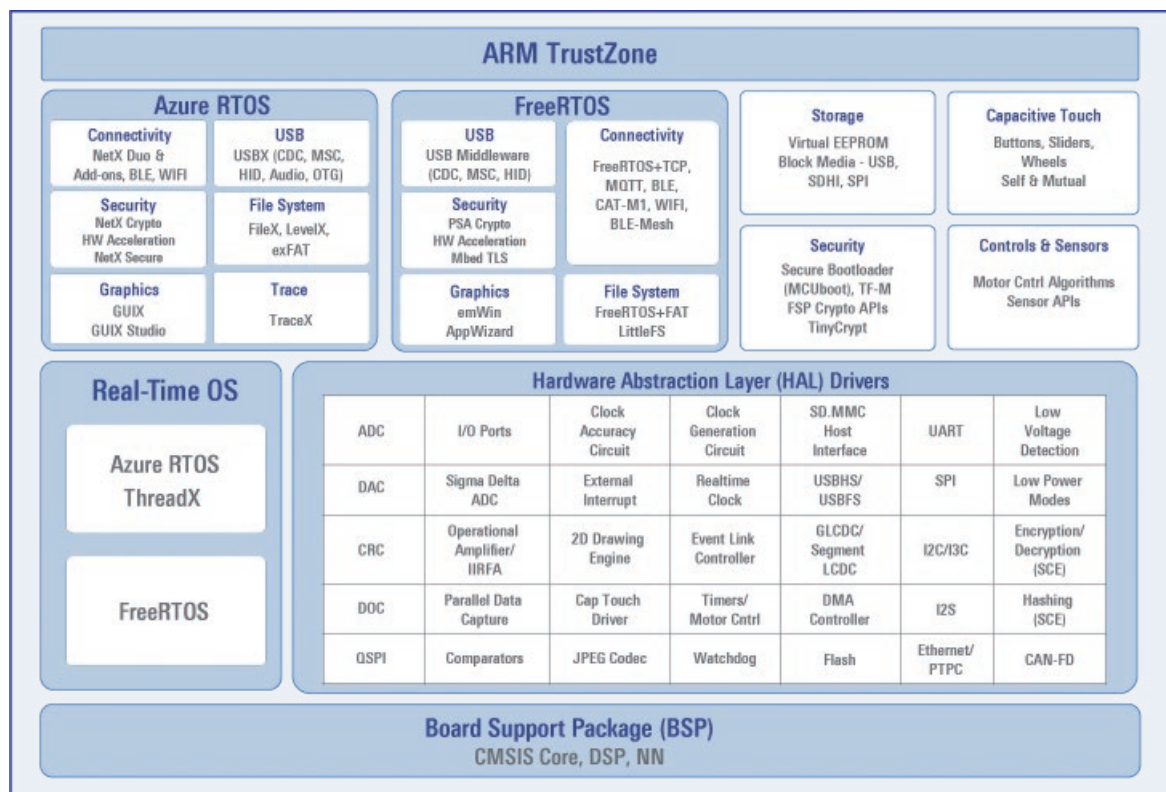 ARM TrustZone
Azure RTOS
Connectivity
NetX Duo &
Add-ons, BLE, WIFI
USB
USBX (CDC, MSC,
HID, Audio, OTG)
Security
NetX Crypto
HW Acceleration
NetX Secure
File System
FileX, LevelX,
exFAT
Graphics
GUIX
GUIX Studio
Trace
TraceX
FreeRTOS
USB
USB Middleware
(CDC, MSC, HID)
Connectivity
FreeRTOS+TCP,
MQTT, BLE,
CAT-M1, WIFI,
BLE-Mesh
Security
PSA Crypto
HW Acceleration
Mbed TLS
Graphics
emWin
AppWizard
File System
FreeRTOS+FAT
LittleFS
Storage
Virtual EEPROM
Block Media - USB,
SDHI, SPI
Capacitive Touch
Buttons, Sliders,
Wheels
Self & Mutual
Security
Secure Bootloader
(MCUboot), TF-M
FSP Crypto APIs
TinyCrypt
Controls & Sensors
Motor Cntrl Algorithms
Sensor APIs
Real-Time OS
Azure RTOS
ThreadX
FreeRTOS
Hardware Abstraction Layer (HAL) Drivers
ADC
I/O Ports
Clock
Accuracy
Circuit
Clock
Generation
Circuit
SD.MMC
Host
Interface
UART
Low
Voltage
Detection
DAC
Sigma Delta
ADC
External
Interrupt
Realtime
Clock
USBHS/
USBFS
SPI
Low Power
Modes
CRC
Operational
Amplifier/
IIRFA
2D Drawing
Engine
Event Link
Controller
GLCDC/
Segment
LCDC
I2C/I3C
Encryption/
Decryption
(SCE)
DOC
Parallel Data
Capture
Cap Touch
Driver
Timers/
Motor Cntrl
DMA
Controller
I2S
Hashing
(SCE)
QSPI
Comparators
JPEG Codec
Watchdog
Flash
Ethernet/
PTPC
CAN-FD
Board Support Package (BSP)
CMSIS Core, DSP, NN